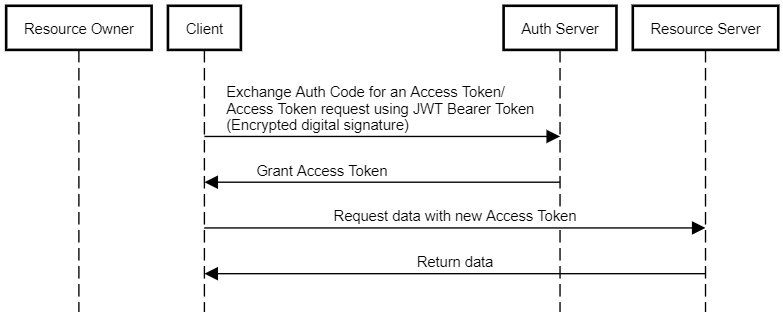 Resource Owner
Client
Auth Server
Resource Server
Exchange Auth Code for an Access Token/
Access Token request using JWT Bearer Token
(Encrypted digital signature)
Grant Access Token
Request data with new Access Token
Return data